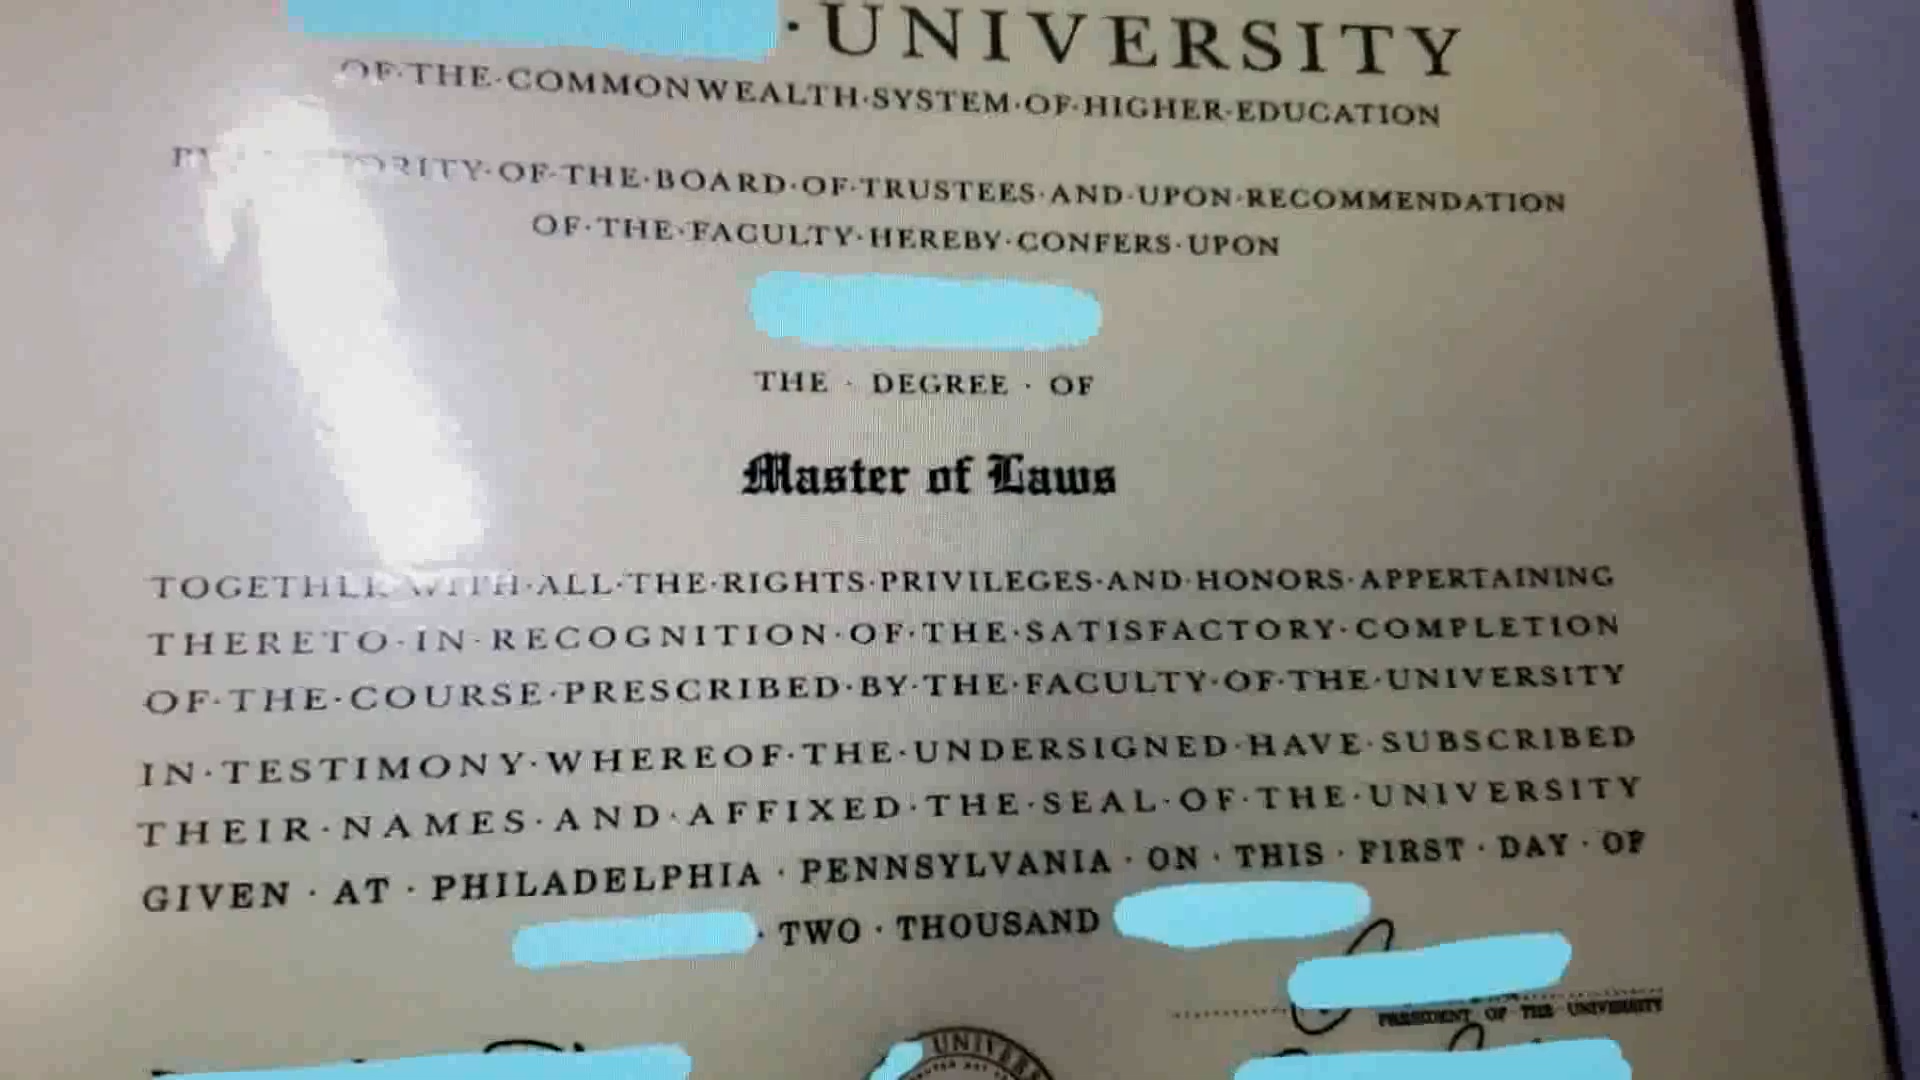 ·UNIVERSITY
OF·THE·COMMONWEALTH·SYSTEM·OF·HIGHER·EDUCATION
OF·THE·BOARD·OF·TRUSTEES·AND·UPON·RECOMMENDATION
OF·THE·FACULTY·HEREBY·CONFERS·UPON
THE · DEGREE · OF
Master of Laws
TOGETHER·WITH·ALL·THE·RIGHTS·PRIVILEGES·AND·HONORS·APPERTAINING
THERETO·IN·RECOGNITION·OF·THE·SATISFACTORY·COMPLETION
OF·THE·COURSE·PRESCRIBED·BY·THE·FACULTY·OF·THE·UNIVERSITY
IN·TESTIMONY·WHEREOF·THE·UNDERSIGNED·HAVE·SUBSCRIBED
THEIR·NAMES·AND·AFFIXED·THE·SEAL·OF·THE·UNIVERSITY
GIVEN · AT · PHILADELPHIA · PENNSYLVANIA · ON · THIS · FIRST · DAY · OF
· TWO · THOUSAND
PRESIDENT OF THE UNIVERSITY